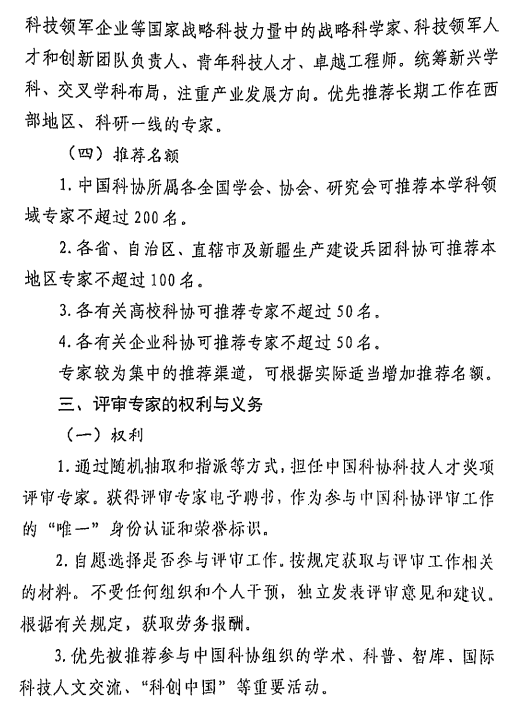 科技领军企业等国家战略科技力量中的战略科学家、科技领军人
才和创新团队负责人、青年科技人才、卓越工程师。统筹新兴学
科、交叉学科布局，注重产业发展方向。优先推荐长期工作在西
部地区、科研一线的专家。
（四）推荐名额
1.中国科协所属各全国学会、协会、研究会可推荐本学科领
域专家不超过200名。
2.各省、自治区、直辖市及新疆生产建设兵团科协可推荐本
地区专家不超过100名。
3.各有关高校科协可推荐专家不超过50名。
4.各有关企业科协可推荐专家不超过50名。
专家较为集中的推荐渠道，可根据实际适当增加推荐名额。
三、评审专家的权利与义务
（一）权利
1.通过随机抽取和指派等方式，担任中国科协科技人才奖项
评审专家。获得评审专家电子聘书，作为参与中国科协评审工作
的“唯一”身份认证和荣誉标识。
2.自愿选择是否参与评审工作。按规定获取与评审工作相关
的材料。不受任何组织和个人干预，独立发表评审意见和建议。
根据有关规定，获取劳务报酬。
3.优先被推荐参与中国科协组织的学术、科普、智库、国际
科技人文交流、“科创中国”等重要活动。